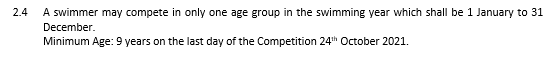 2.4 A swimmer may compete in only one age group in the swimming year which shall be 1 January to 31
December.
Minimum Age: 9 years on the last day of the Competition 24th October 2021.